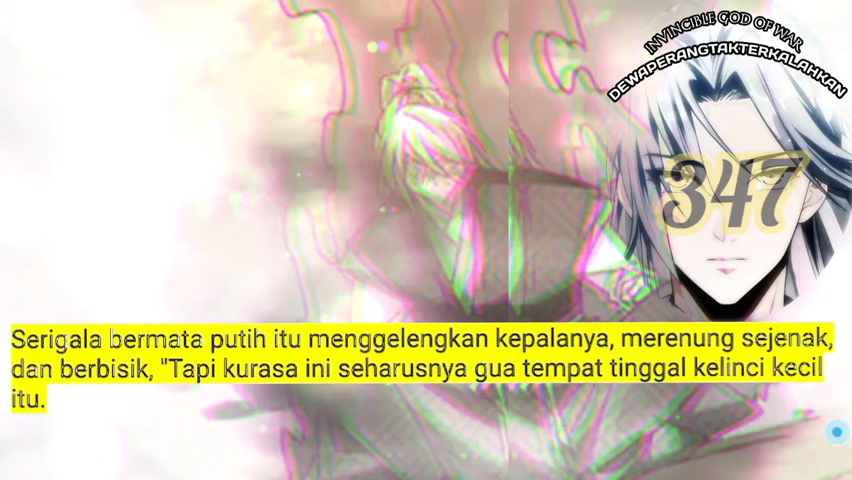 INVINCIBLE GOD OF WAR
DEWAPERANGTAKTERKALAHKAN
347
Serigala bermata putih itu menggelengkan kepalanya, merenung sejenak,
dan berbisik, "Tapi kurasa ini seharusnya gua tempat tinggal kelinci kecil
itu.